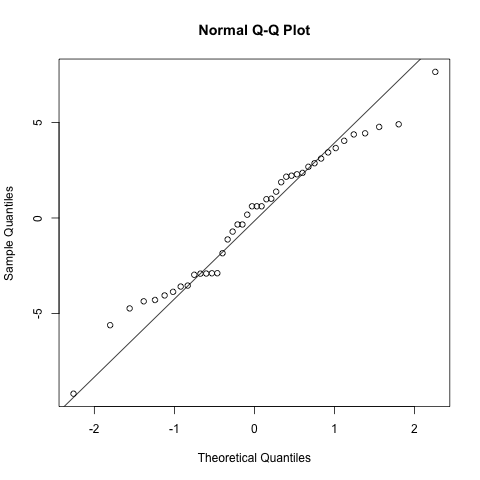 Normal Q-Q Plot
Sample Quantiles
5
0
-5
-2 -1 0 1 2
Theoretical Quantiles